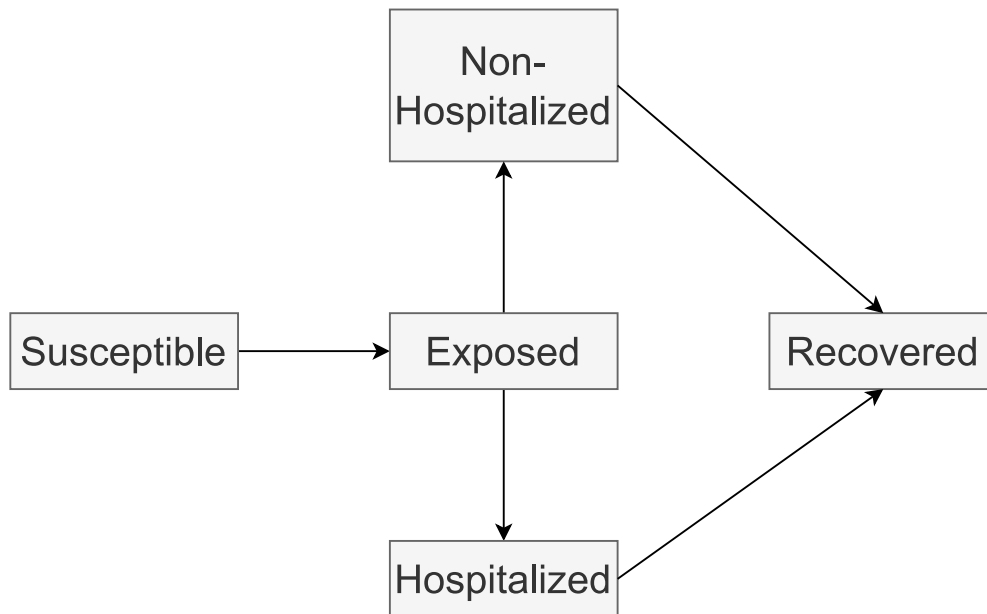 Non-
Hospitalized
Susceptible
Exposed
Recovered
Hospitalized